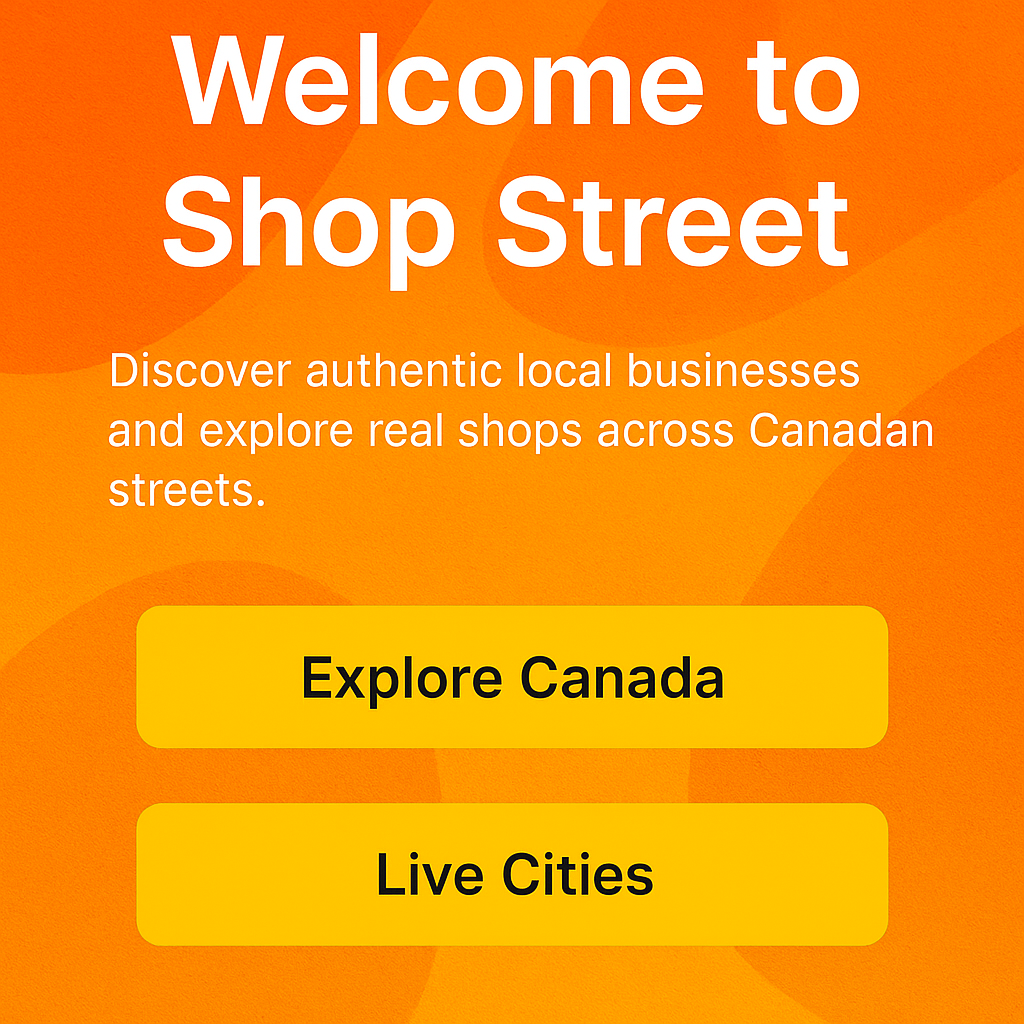 Welcome to
Shop Street
Discover authentic local businesses
and explore real shops across Canadan
streets.
Explore Canada
Live Cities